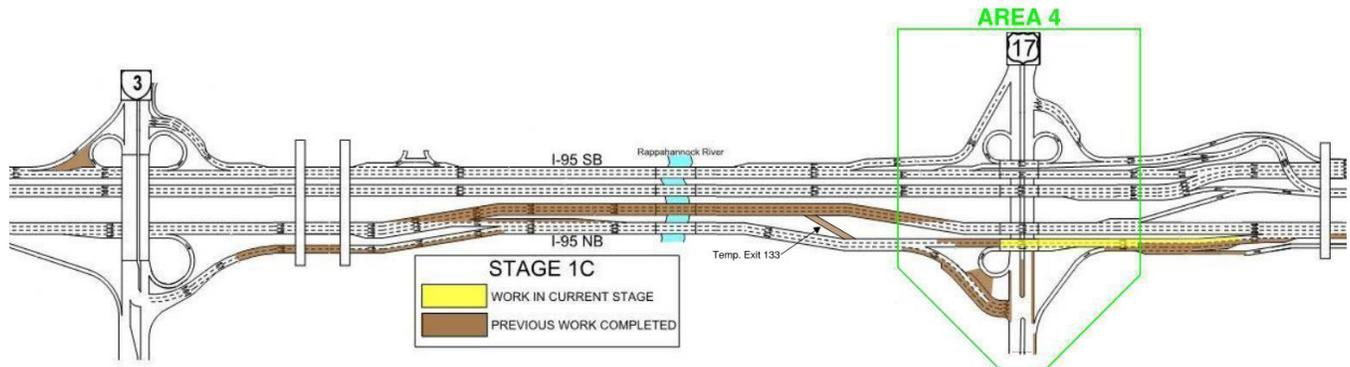 AREA 4
17
3
Rappahannock River
I-95 SB
I-95 NB
Temp. Exit 133
STAGE 1C
WORK IN CURRENT STAGE
PREVIOUS WORK COMPLETED